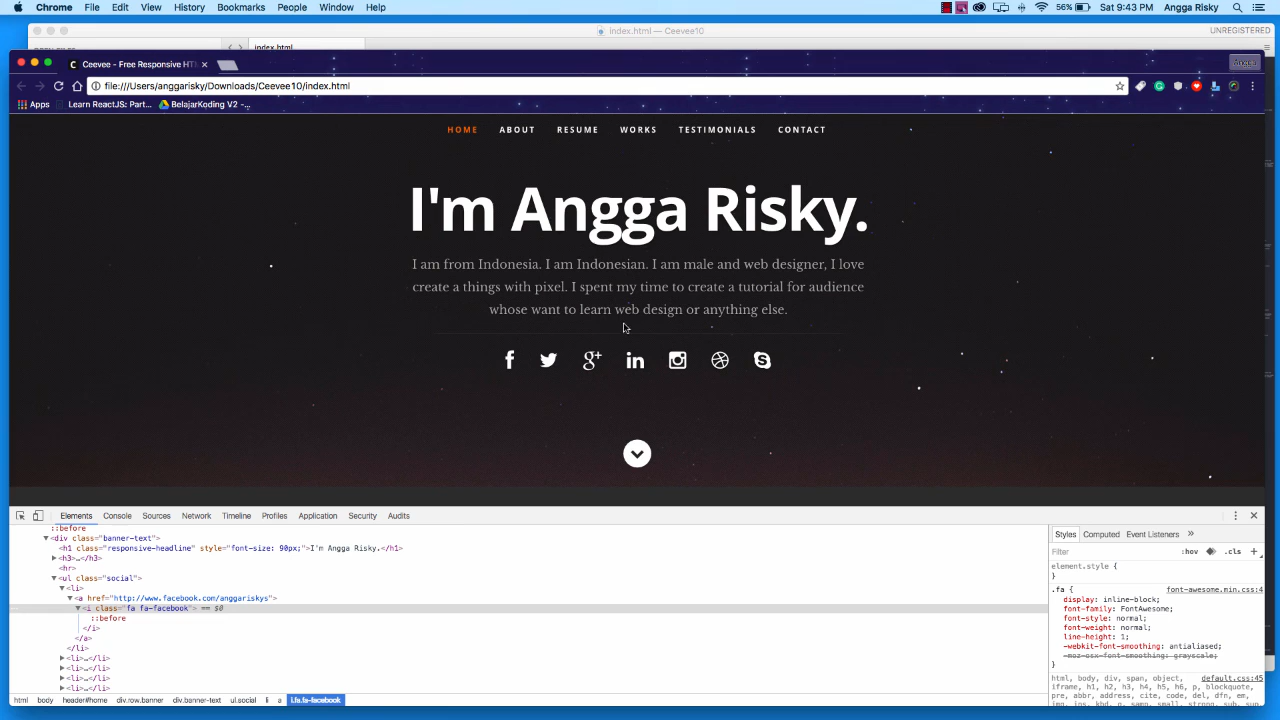 Chrome File Edit View History Bookmarks People Window Help 56% Sat 9:43 PM Angga Risky
index.html — Ceevee10 UNREGISTERED
index.html
Ceevee - Free Responsive HT Angga
file:///Users/anggarisky/Downloads/Ceevee10/index.html
Apps Learn ReactJS: Part... BelajarKoding V2 -...
HOME ABOUT RESUME WORKS TESTIMONIALS CONTACT
I'm Angga Risky.
I am from Indonesia. I am Indonesian. I am male and web designer, I love
create a things with pixel. I spent my time to create a tutorial for audience
whose want to learn web design or anything else.
Elements Console Sources Network Timeline Profiles Application Security Audits
::before
<div class="banner-text">
<h1 class="responsive-headline" style="font-size: 90px;">I'm Angga Risky.</h1>
<h3>…</h3>
<hr>
<ul class="social">
<li>
<a href="http://www.facebook.com/anggariskys">
<i class="fa fa-facebook"> == $0
::before
</i>
</a>
</li>
<li>…</li>
<li>…</li>
<li>…</li>
<li>…</li>
html body header#home div.row.banner div.banner-text ul.social li a i.fa.fa-facebook
Styles Computed Event Listeners »
Filter :hov .cls +
element.style {
}
.fa { font-awesome.min.css:4
display: inline-block;
font-family: FontAwesome;
font-style: normal;
font-weight: normal;
line-height: 1;
-webkit-font-smoothing: antialiased;
-moz-osx-font-smoothing: grayscale;
}
html, body, div, span, object, default.css:45
iframe, h1, h2, h3, h4, h5, h6, p, blockquote,
pre, abbr, address, cite, code, del, dfn, em,